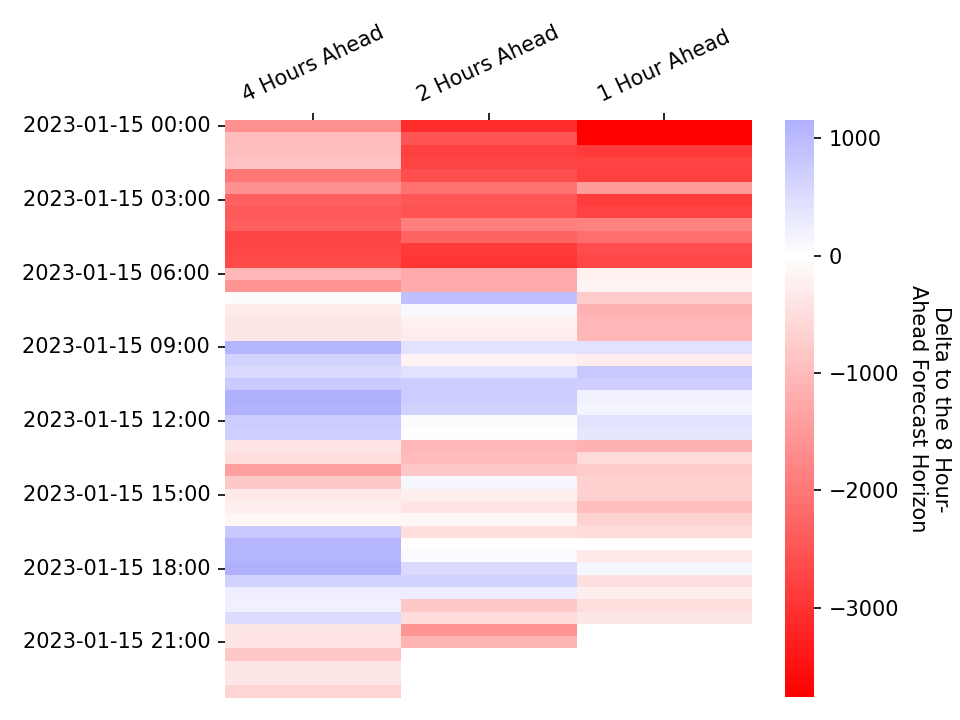 4 Hours Ahead
2 Hours Ahead
1 Hour Ahead
2023-01-15 00:00
2023-01-15 03:00
2023-01-15 06:00
2023-01-15 09:00
2023-01-15 12:00
2023-01-15 15:00
2023-01-15 18:00
2023-01-15 21:00
1000
0
−1000
−2000
−3000
Delta to the 8 Hour-
Ahead Forecast Horizon